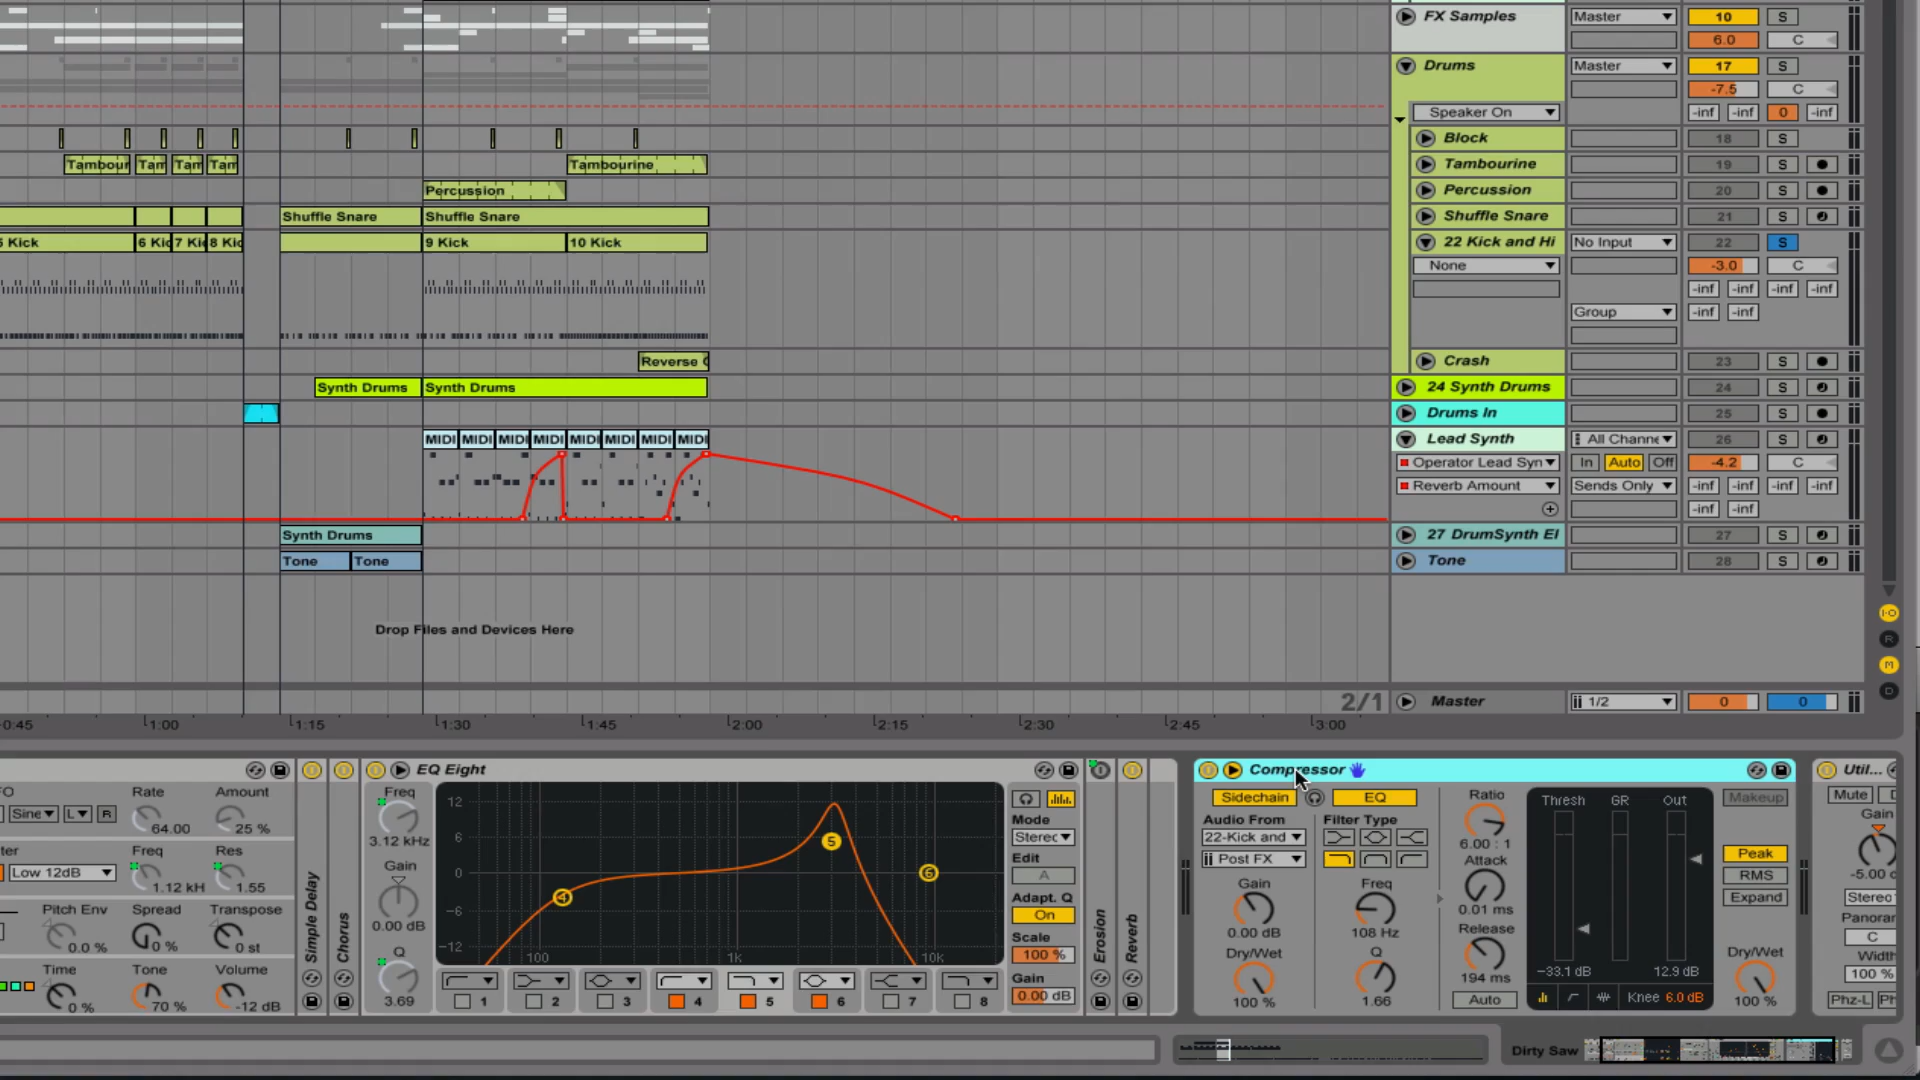 FX Samples Master 10 S
6.0 C
Drums Master 17 S
-7.5 C
Speaker On -inf -inf 0 -inf
Block 18 S
Tambour Tam Tam Tam Tambourine Tambourine 19 S
Percussion Percussion 20 S
Shuffle Snare Shuffle Snare Shuffle Snare 21 S
5 Kick 6 Kic 7 Ki 8 Kic 9 Kick 10 Kick 22 Kick and Hi No Input 22 S
None -3.0 C
-inf -inf -inf -inf
Group -inf -inf
Reverse C Crash 23 S
Synth Drums Synth Drums 24 Synth Drums 24 S
Drums In 25 S
MIDI MIDI MIDI MIDI MIDI MIDI MIDI MIDI Lead Synth All Channe 26 S
Operator Lead Syn In Auto Off -4.2 C
Reverb Amount Sends Only -inf -inf -inf -inf
-inf -inf
Synth Drums 27 DrumSynth El 27 S
Tone Tone Tone 28 S
Drop Files and Devices Here
2/1 Master 1/2 0 0
0:45 1:00 1:15 1:30 1:45 2:00 2:15 2:30 2:45 3:00
I·O
R
M
D
Rate Amount
Sine L R 64.00 25 %
Freq Res
Low 12dB 1.12 kH 1.55
Pitch Env Spread Transpose
0.0 % 0 % 0 st
Time Tone Volume
0 % 70 % -12 dB
Simple Delay
Chorus
EQ Eight
Freq
3.12 kHz
Gain
0.00 dB
Q
3.69
12
6
0
-6
-12
100 1k 10k
4 5 6
1 2 3 4 5 6 7 8
Mode
Stereo
Edit
A
Adapt. Q
On
Scale
100 %
Gain
0.00 dB
Erosion
Reverb
Compressor
Sidechain EQ
Audio From Filter Type
22-Kick and
Post FX
Gain Freq
0.00 dB 108 Hz
Dry/Wet Q
100 % 1.66
Ratio
6.00 : 1
Attack
0.01 ms
Release
194 ms
Auto
Thresh GR Out
-33.1 dB 12.9 dB
Knee 6.0 dB
Makeup
Peak
RMS
Expand
Dry/Wet
100 %
Util...
Mute
Gain
-5.00
Stereo
Panora
C
Width
100 %
Phz-L
Dirty Saw